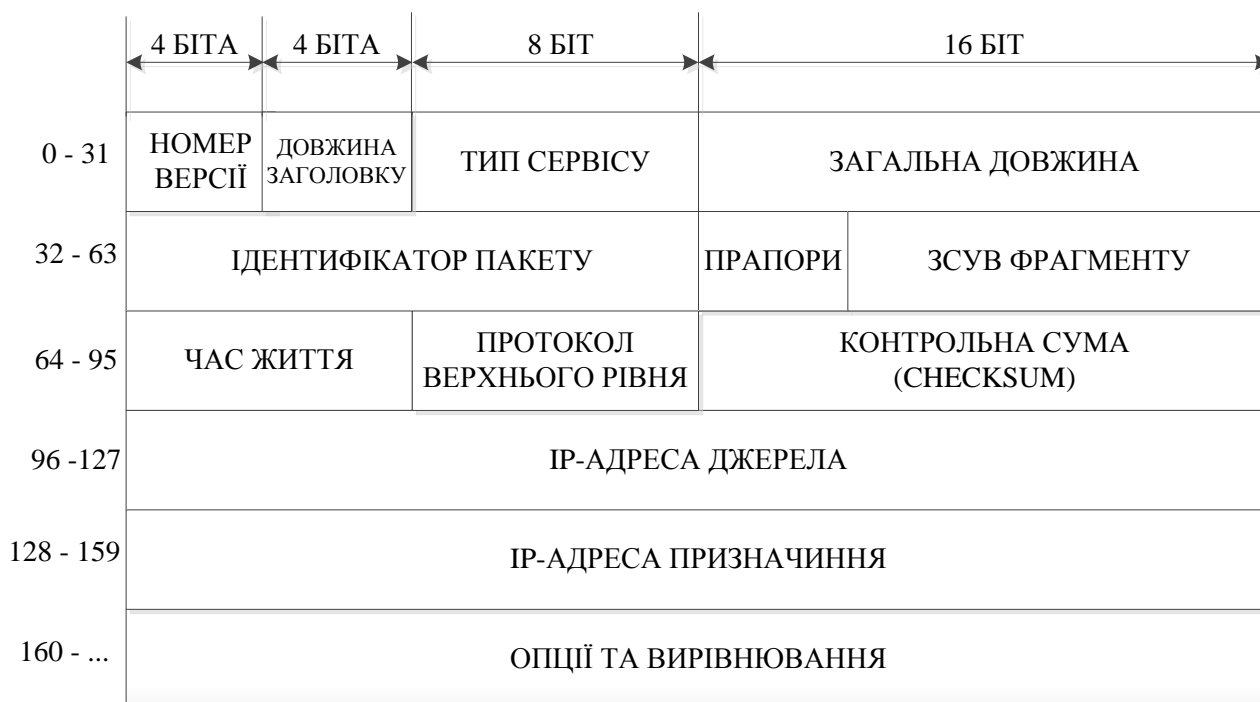 4 БІТА
4 БІТА
8 БІТ
16 БІТ
0 - 31
НОМЕР
ВЕРСІЇ
ДОВЖИНА
ЗАГОЛОВКУ
ТИП СЕРВІСУ
ЗАГАЛЬНА ДОВЖИНА
32 - 63
ІДЕНТИФІКАТОР ПАКЕТУ
ПРАПОРИ
ЗСУВ ФРАГМЕНТУ
64 - 95
ЧАС ЖИТТЯ
ПРОТОКОЛ
ВЕРХНЬОГО РІВНЯ
КОНТРОЛЬНА СУМА
(CHECKSUM)
96 -127
IP-АДРЕСА ДЖЕРЕЛА
128 - 159
IP-АДРЕСА ПРИЗНАЧИННЯ
160 - ...
ОПЦІЇ ТА ВИРІВНЮВАННЯ